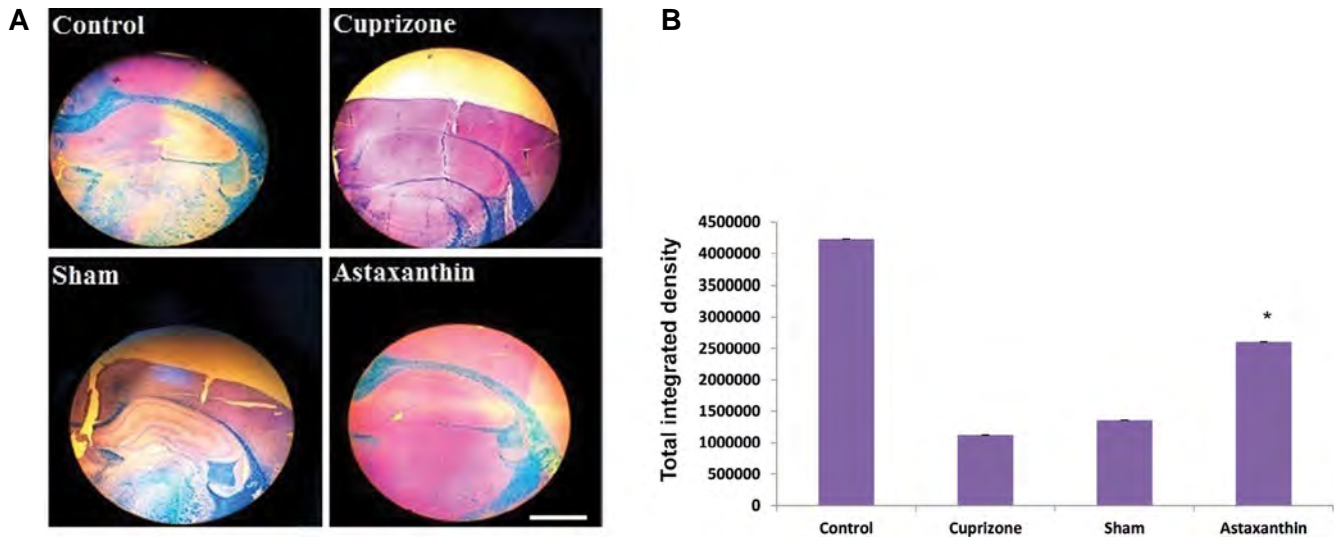 A
Control
Cuprizone
Sham
Astaxanthin
B
Total integrated density
4500000
4000000
3500000
3000000
2500000
2000000
1500000
1000000
500000
0
*
Control
Cuprizone
Sham
Astaxanthin